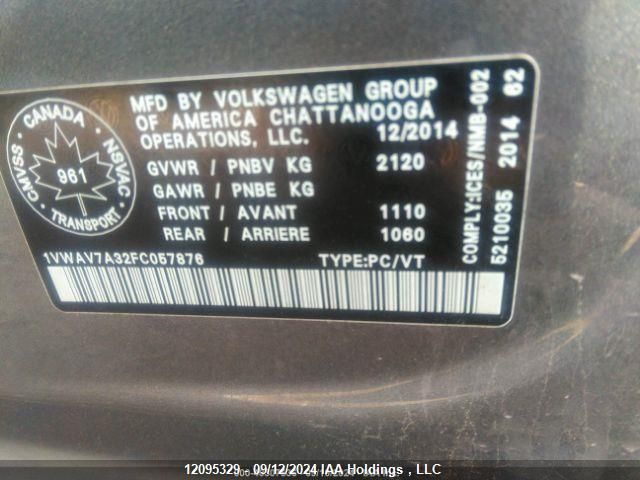 MFD BY VOLKSWAGEN GROUP
OF AMERICA CHATTANOOGA
OPERATIONS, LLC. 12/2014
GVWR / PNBV KG 2120
GAWR / PNBE KG
FRONT / AVANT 1110
REAR / ARRIERE 1060
1VWAV7A32FC057876 TYPE:PC/VT
CANADA
CMVSS NSVAC
961
TRANSPORT
COMPLY:ICES/NMB-002
5210035 2014 62
12095329 - 09/12/2024 IAA Holdings , LLC